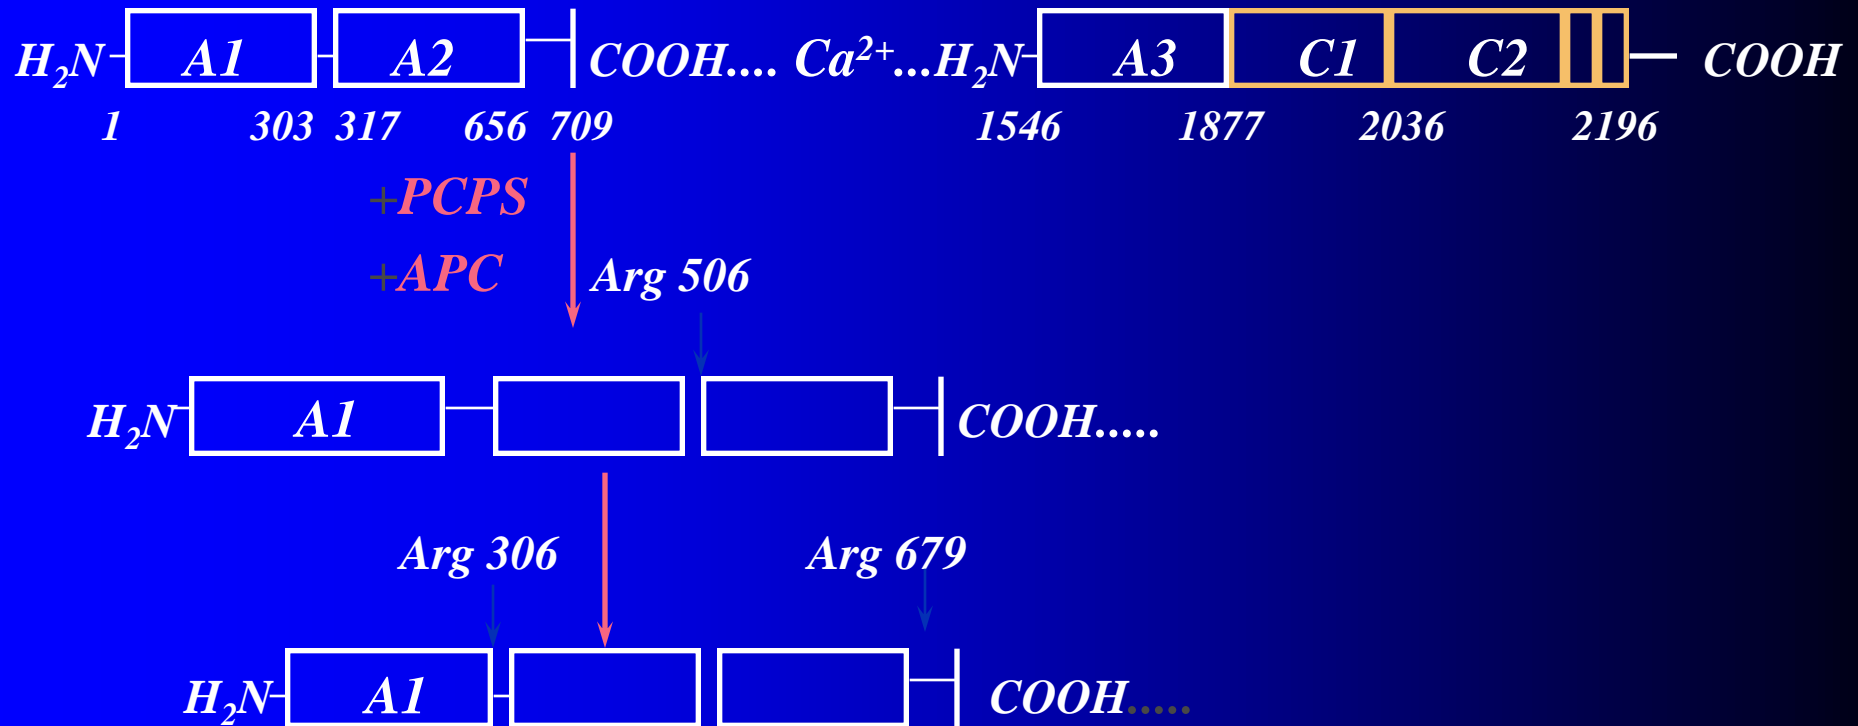 H₂N A1 A2 COOH.... Ca²⁺...H₂N A3 C1 C2 COOH
1 303 317 656 709 1546 1877 2036 2196
+PCPS
+APC Arg 506
H₂N A1 COOH.....
Arg 306 Arg 679
H₂N A1 COOH.....